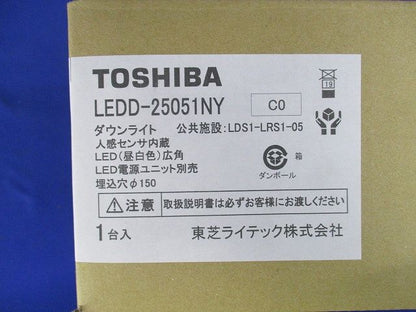 TOSHIBA
LEDD-25051NY C0
ダウンライト 公共施設:LDS1-LRS1-05
人感センサ内蔵
LED(昼白色)広角
LED電源ユニット別売
埋込穴φ150
箱
ダンボール
19
注意 取扱説明書は必ずお客様にお渡しください
1台入 東芝ライテック株式会社